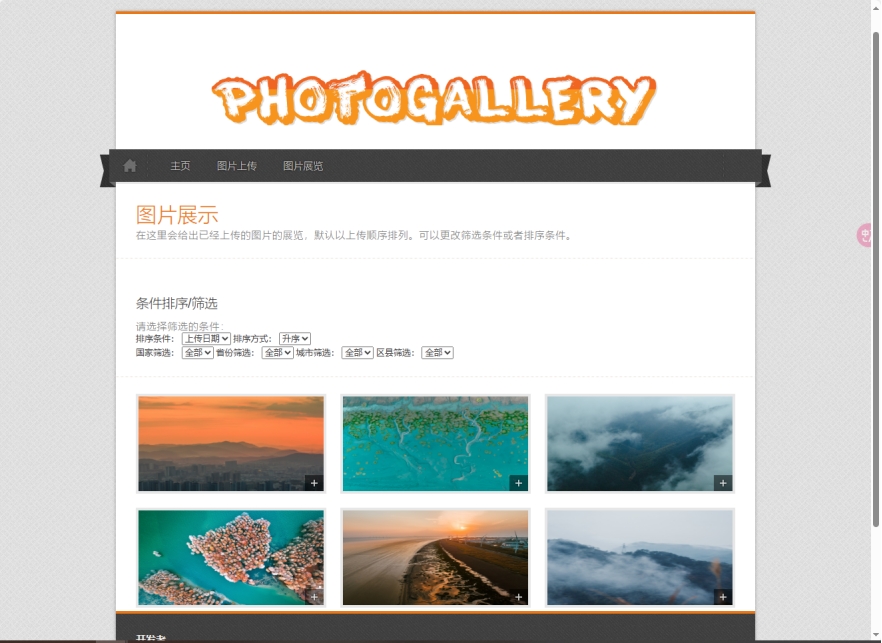 PHOTOGALLERY
主页 图片上传 图片展览
图片展示
在这里会给出已经上传的图片的展览，默认以上传顺序排列。可以更改筛选条件或者排序条件。
条件排序/筛选
请选择筛选的条件:
排序条件： 上传日期 排序方式： 升序
国家筛选： 全部 省份筛选： 全部 城市筛选： 全部 区县筛选： 全部
开发者